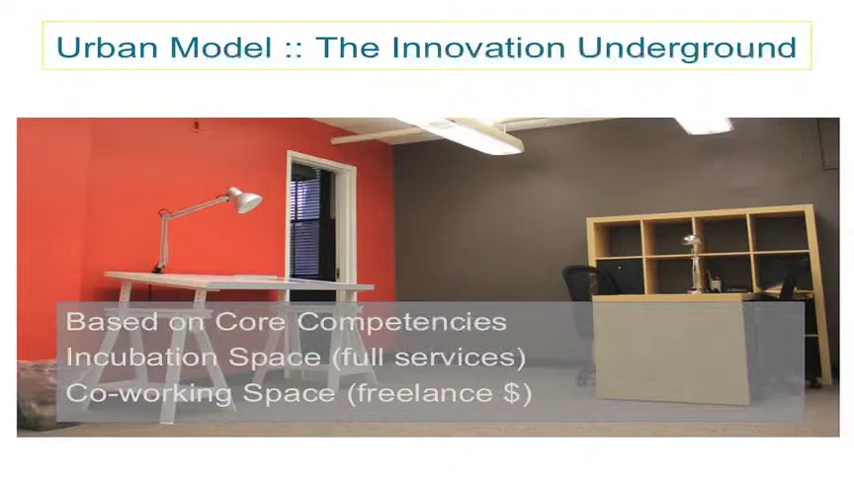 Urban Model :: The Innovation Underground
Based on Core Competencies
Incubation Space (full services)
Co-working Space (freelance $)